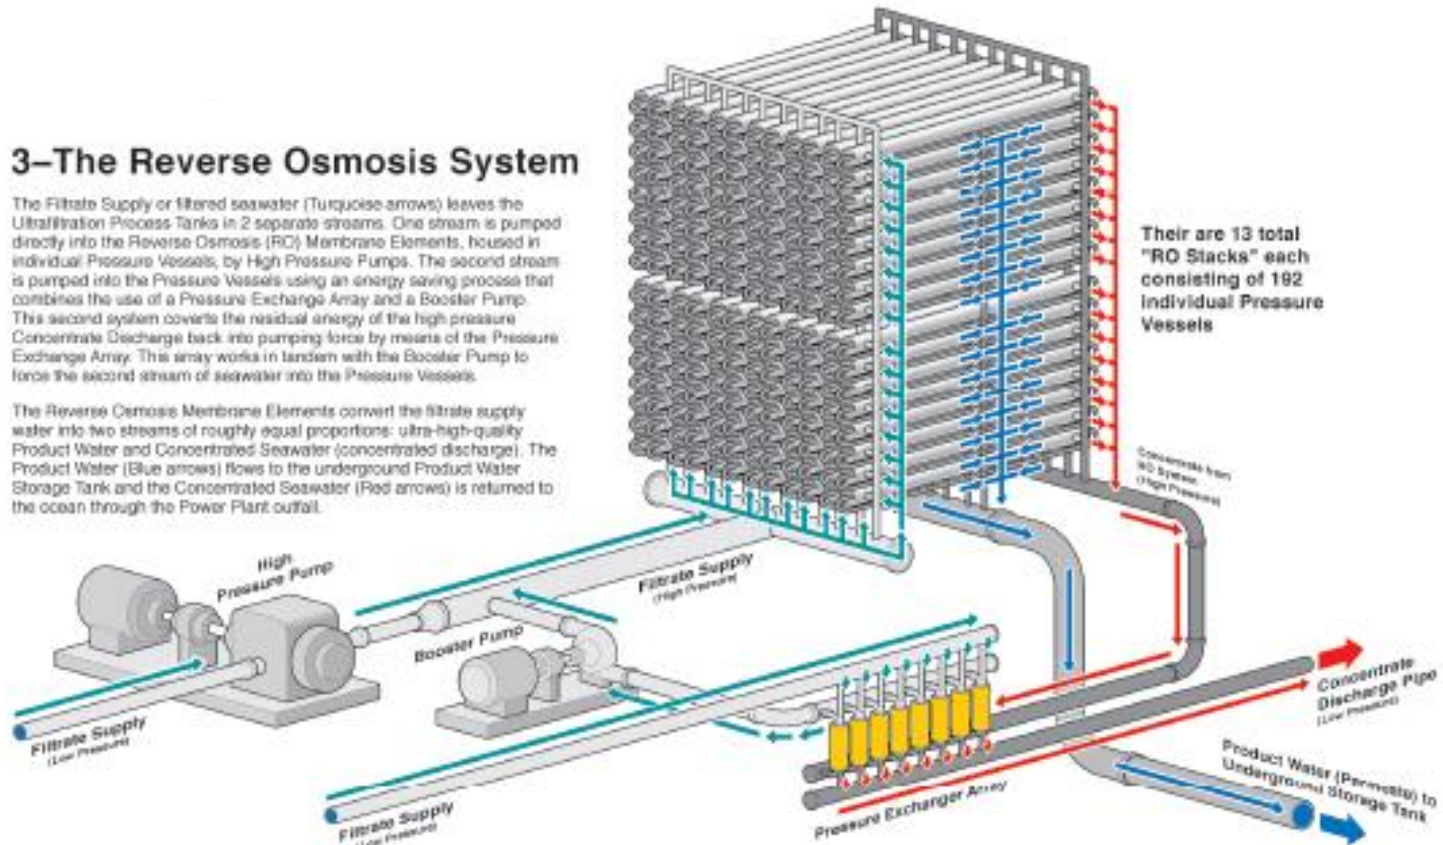 3–The Reverse Osmosis System
The Filtrate Supply or filtered seawater (Turquoise arrows) leaves the
Ultrafiltration Process Tanks in 2 separate streams. One stream is pumped
directly into the Reverse Osmosis (RO) Membrane Elements, housed in
individual Pressure Vessels, by High Pressure Pumps. The second stream
is pumped into the Pressure Vessels using an energy saving process that
combines the use of a Pressure Exchange Array and a Booster Pump.
This second system coverts the residual energy of the high pressure
Concentrate Discharge back into pumping force by means of the Pressure
Exchange Array. This array works in tandem with the Booster Pump to
force the second stream of seawater into the Pressure Vessels.
The Reverse Osmosis Membrane Elements convert the filtrate supply
water into two streams of roughly equal proportions: ultra-high-quality
Product Water and Concentrated Seawater (concentrated discharge). The
Product Water (Blue arrows) flows to the underground Product Water
Storage Tank and the Concentrated Seawater (Red arrows) is returned to
the ocean through the Power Plant outfall.
Their are 13 total
"RO Stacks" each
consisting of 192
individual Pressure
Vessels
Concentrate from
RO System
(High Pressure)
High
Pressure Pump
Filtrate Supply
(High Pressure)
Booster Pump
Filtrate Supply
(Low Pressure)
Filtrate Supply
(Low Pressure)
Pressure Exchanger Array
Concentrate
Discharge Pipe
(Low Pressure)
Product Water (Permeate) to
Underground Storage Tank